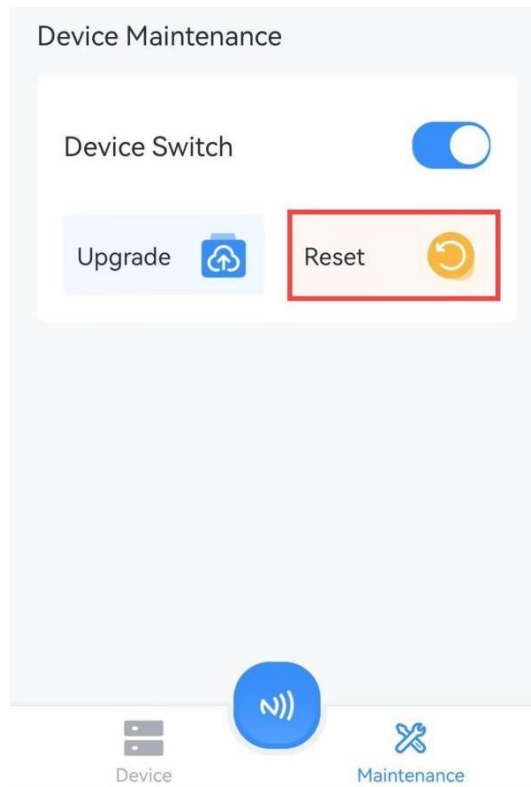 Device Maintenance
Device Switch
Upgrade
Reset
Device
Maintenance